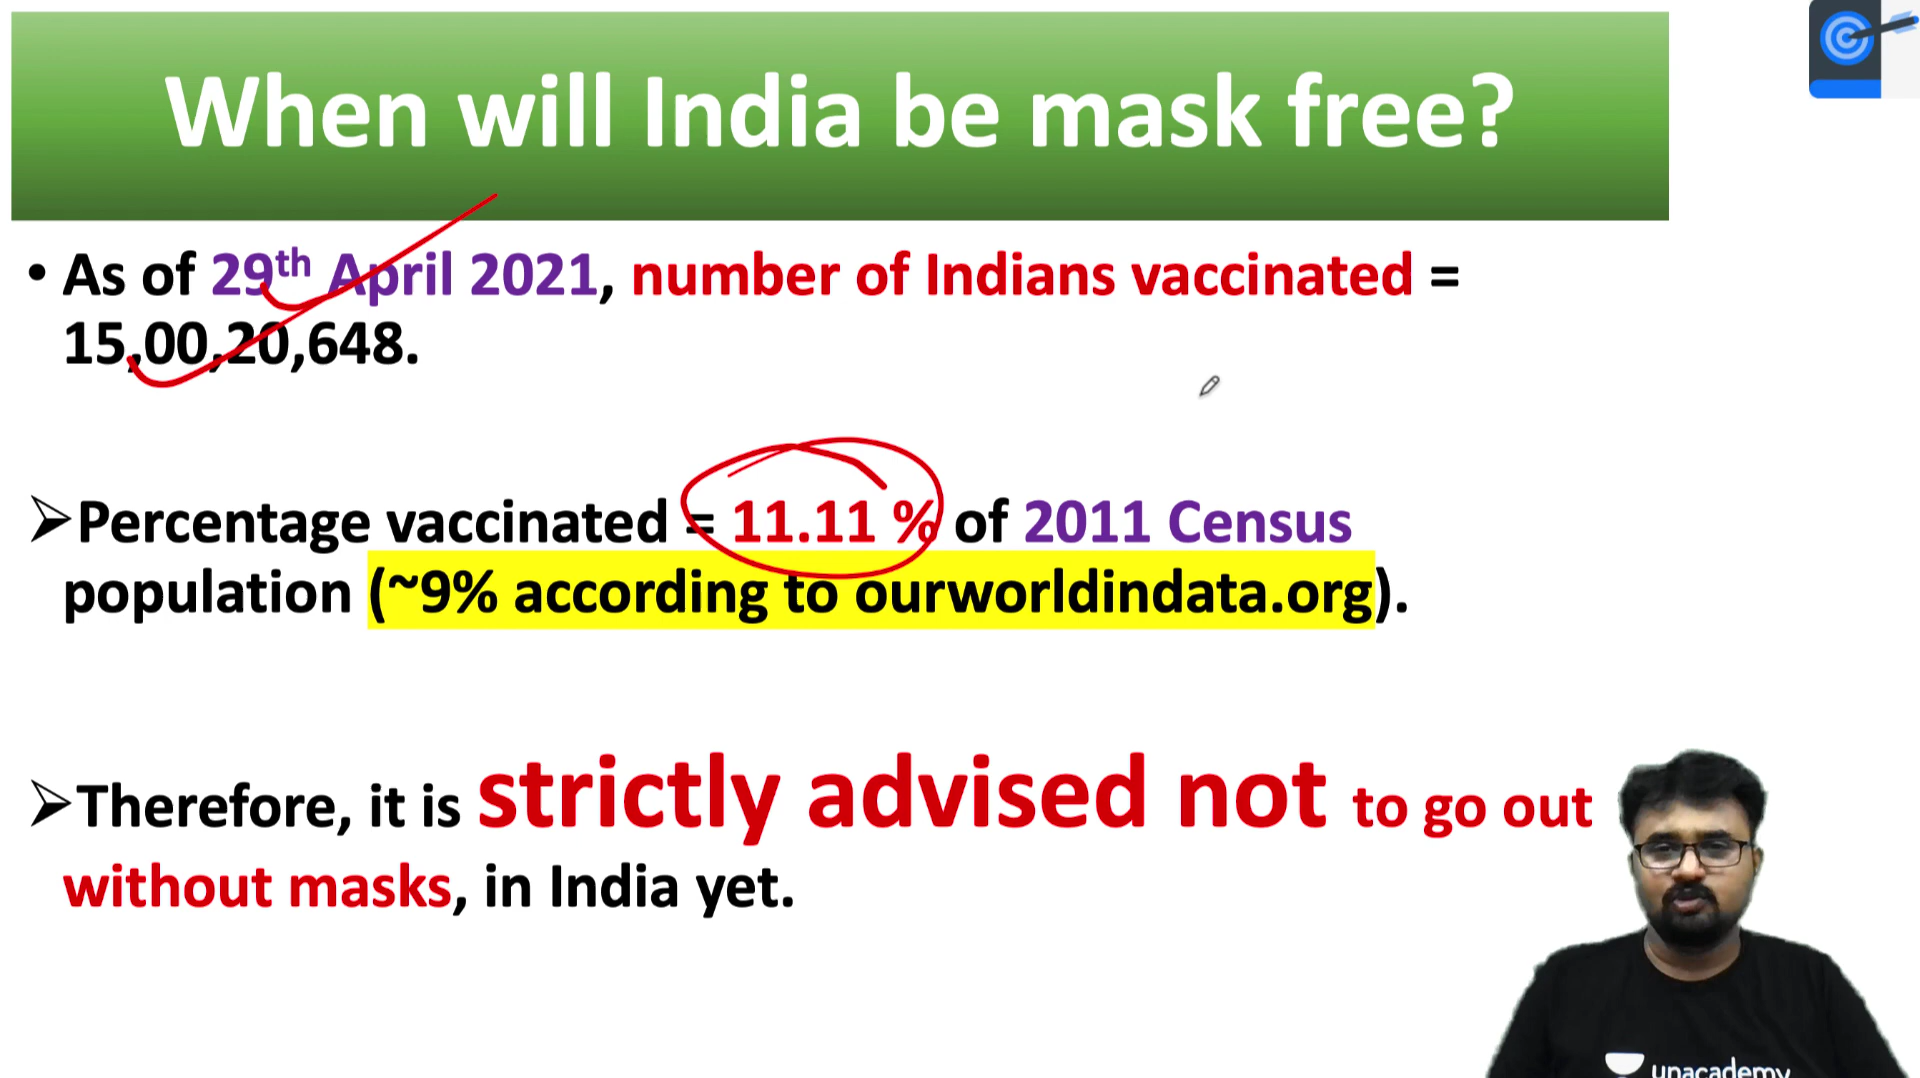 When will India be mask free?
• As of 29th April 2021, number of Indians vaccinated =
15,00,20,648.
➢Percentage vaccinated = 11.11 % of 2011 Census
population (~9% according to ourworldindata.org).
➢Therefore, it is strictly advised not to go out
without masks, in India yet.
unacademy